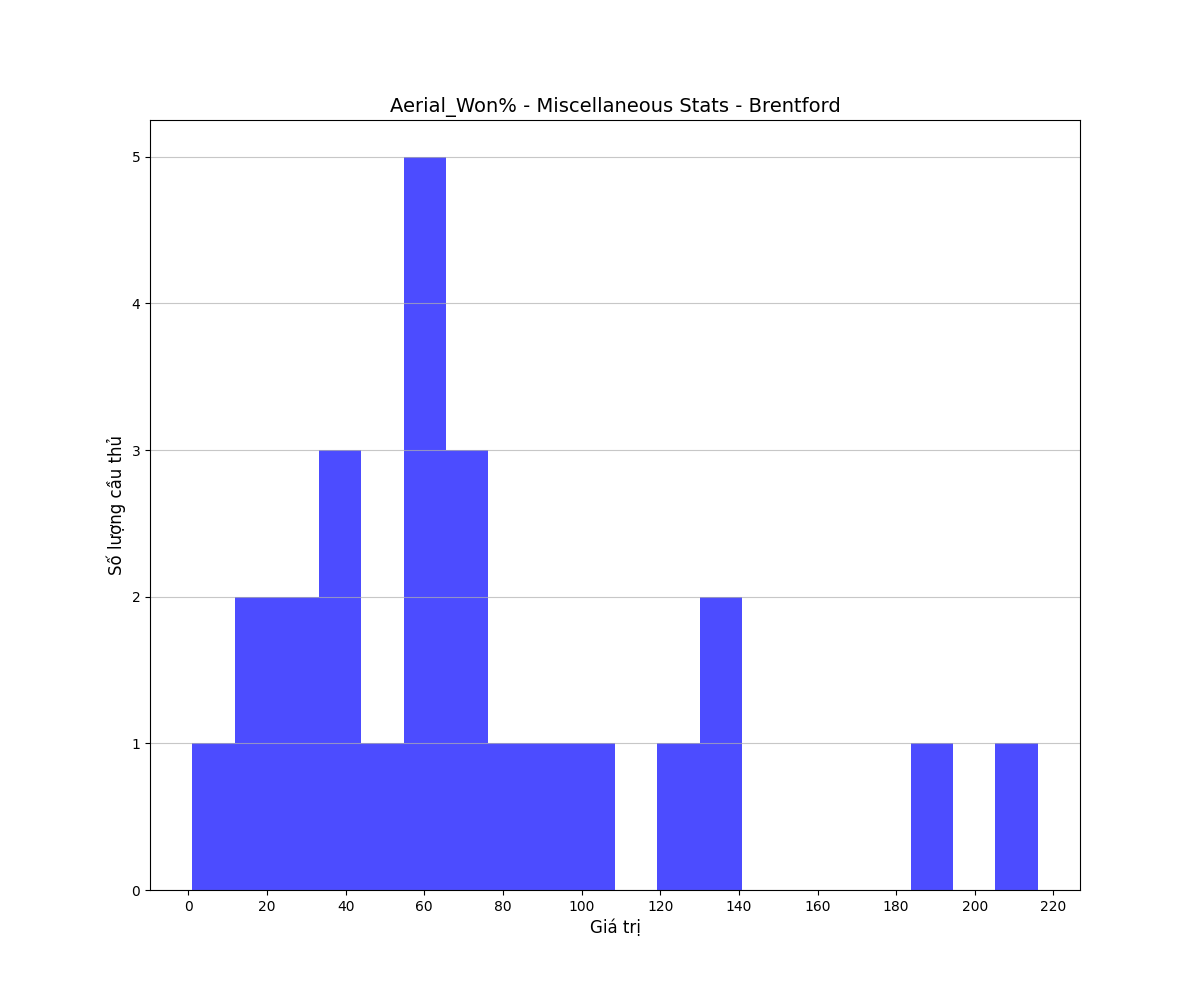 Aerial_Won% - Miscellaneous Stats - Brentford
Số lượng cầu thủ
5
4
3
2
1
0
0 20 40 60 80 100 120 140 160 180 200 220
Giá trị